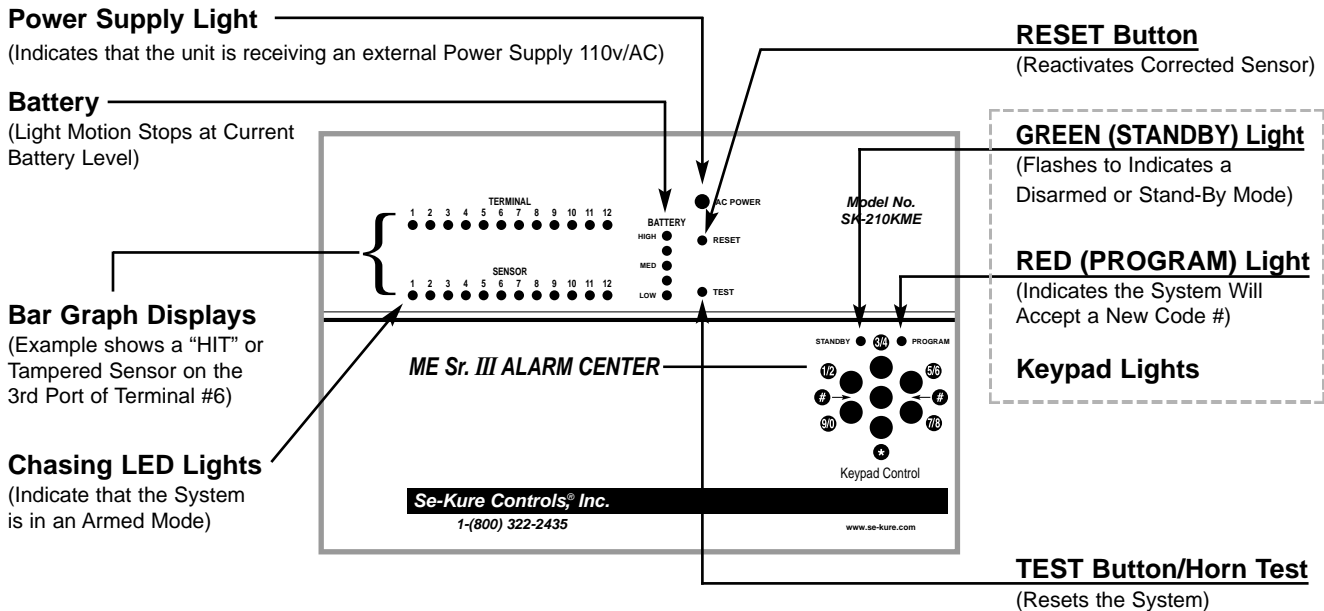 Power Supply Light
(Indicates that the unit is receiving an external Power Supply 110v/AC)
Battery
(Light Motion Stops at Current
Battery Level)
Bar Graph Displays
(Example shows a “HIT” or
Tampered Sensor on the
3rd Port of Terminal #6)
Chasing LED Lights
(Indicate that the System
is in an Armed Mode)
TERMINAL
1 2 3 4 5 6 7 8 9 10 11 12
SENSOR
1 2 3 4 5 6 7 8 9 10 11 12
BATTERY
HIGH
MED
LOW
AC POWER
RESET
TEST
Model No.
SK-210KME
ME Sr. III ALARM CENTER
STANDBY 3/4 PROGRAM
1/2 5/6
# #
9/0 7/8
*
Keypad Control
Se-Kure Controls,® Inc.
1-(800) 322-2435
www.se-kure.com
RESET Button
(Reactivates Corrected Sensor)
GREEN (STANDBY) Light
(Flashes to Indicates a
Disarmed or Stand-By Mode)
RED (PROGRAM) Light
(Indicates the System Will
Accept a New Code #)
Keypad Lights
TEST Button/Horn Test
(Resets the System)